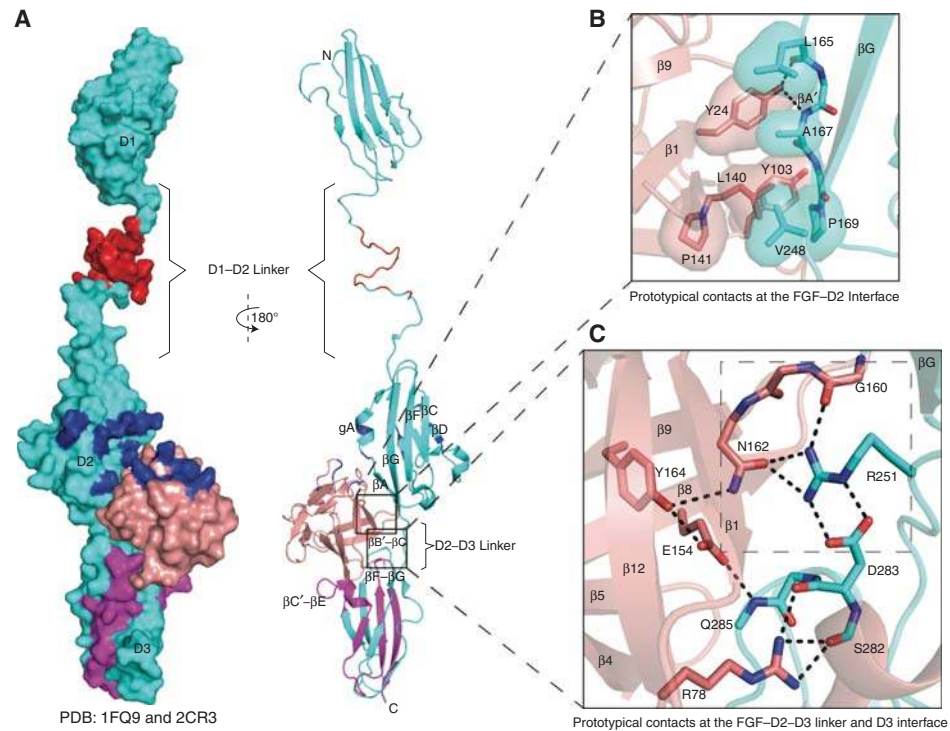 A
N
D1
D1–D2 Linker
180°
gA
βF
βC
βD
βG
βA
D2
βB′–βC
D2–D3 Linker
βF–βG
βC′–βE
D3
C
PDB: 1FQ9 and 2CR3
B
L165
βG
β9
βA′
Y24
A167
β1
L140
Y103
P169
V248
P141
Prototypical contacts at the FGF–D2 Interface
C
βG
G160
β9
N162
Y164
R251
β8
β1
E154
D283
β12
β5
Q285
S282
β4
R78
Prototypical contacts at the FGF–D2–D3 linker and D3 interface